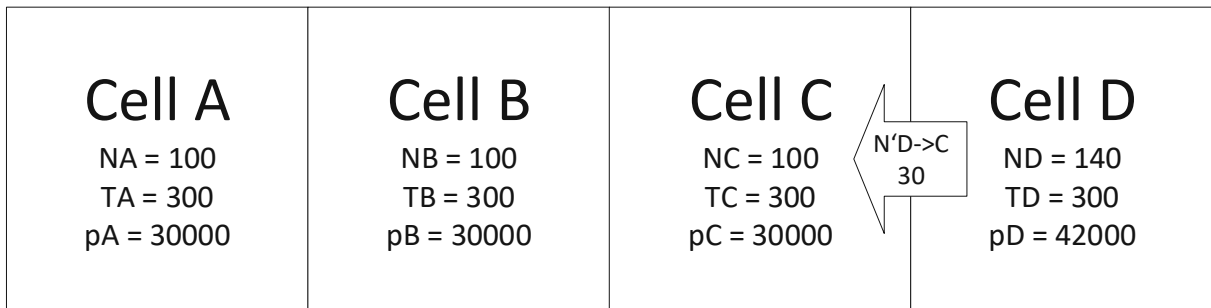 Cell A
NA = 100
TA = 300
pA = 30000
Cell B
NB = 100
TB = 300
pB = 30000
Cell C
NC = 100
TC = 300
pC = 30000
N‘D->C
30
Cell D
ND = 140
TD = 300
pD = 42000